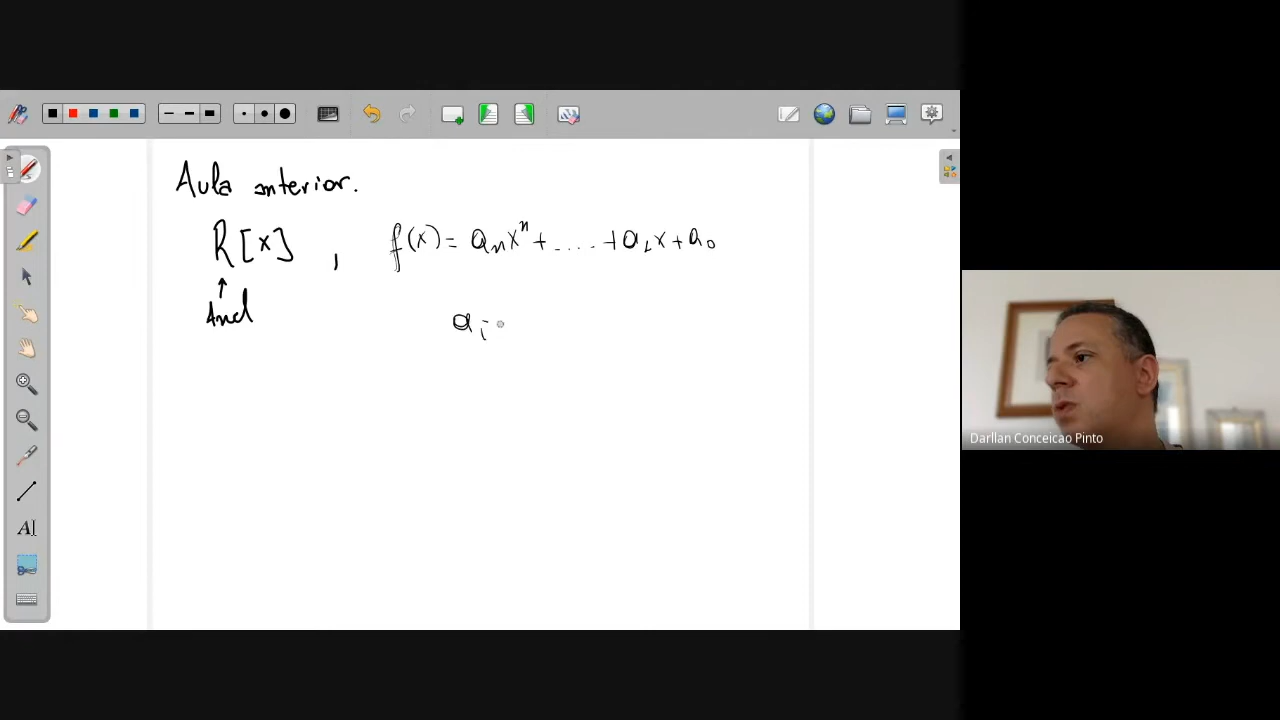 Aula anterior.
R[x] , f(x) = aₙxⁿ + ..... + a₁x + a₀
↑
Anel
aᵢ
Darllan Conceicao Pinto